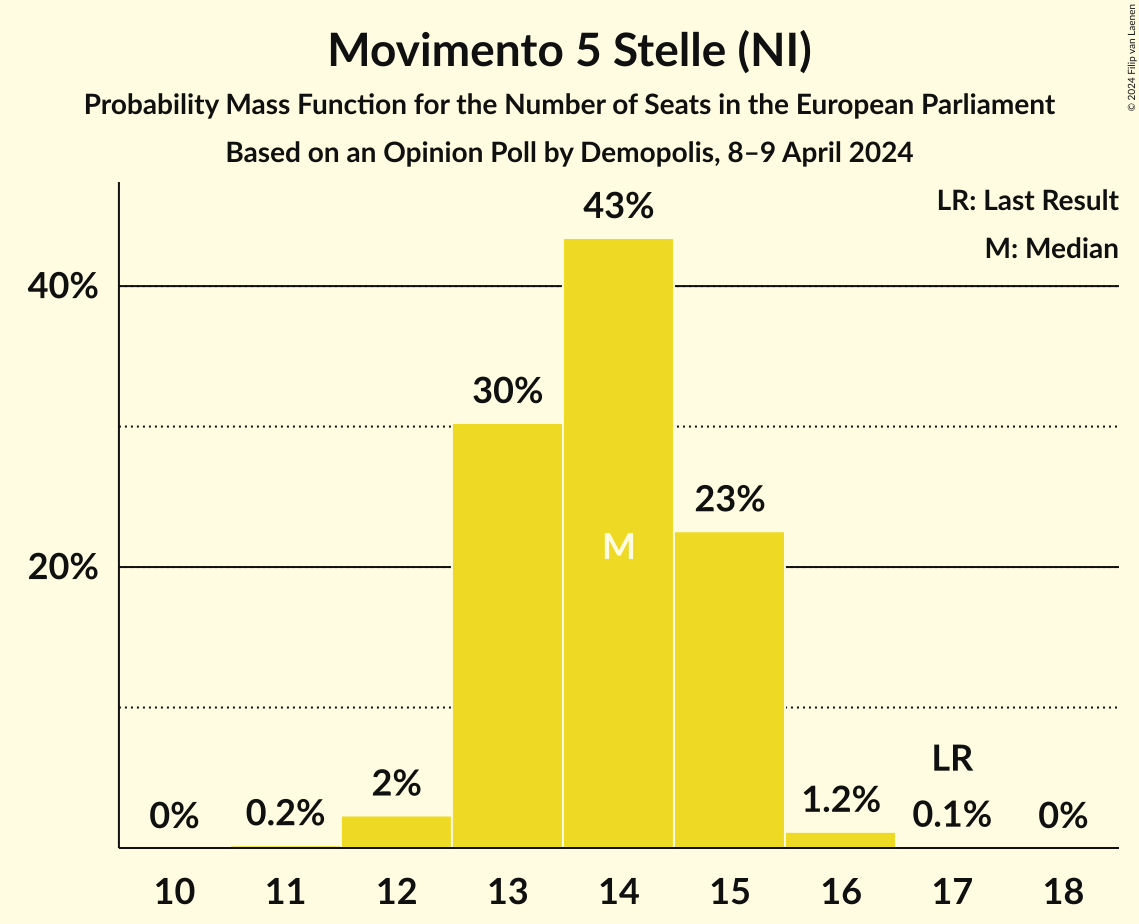 Movimento 5 Stelle (NI)
Probability Mass Function for the Number of Seats in the European Parliament
Based on an Opinion Poll by Demopolis, 8–9 April 2024
© 2024 Filip van Laenen
LR: Last Result
M: Median
43%
40%
30%
23%
M
20%
LR
2%
1.2%
0%
0.2%
0.1%
0%
10 11 12 13 14 15 16 17 18